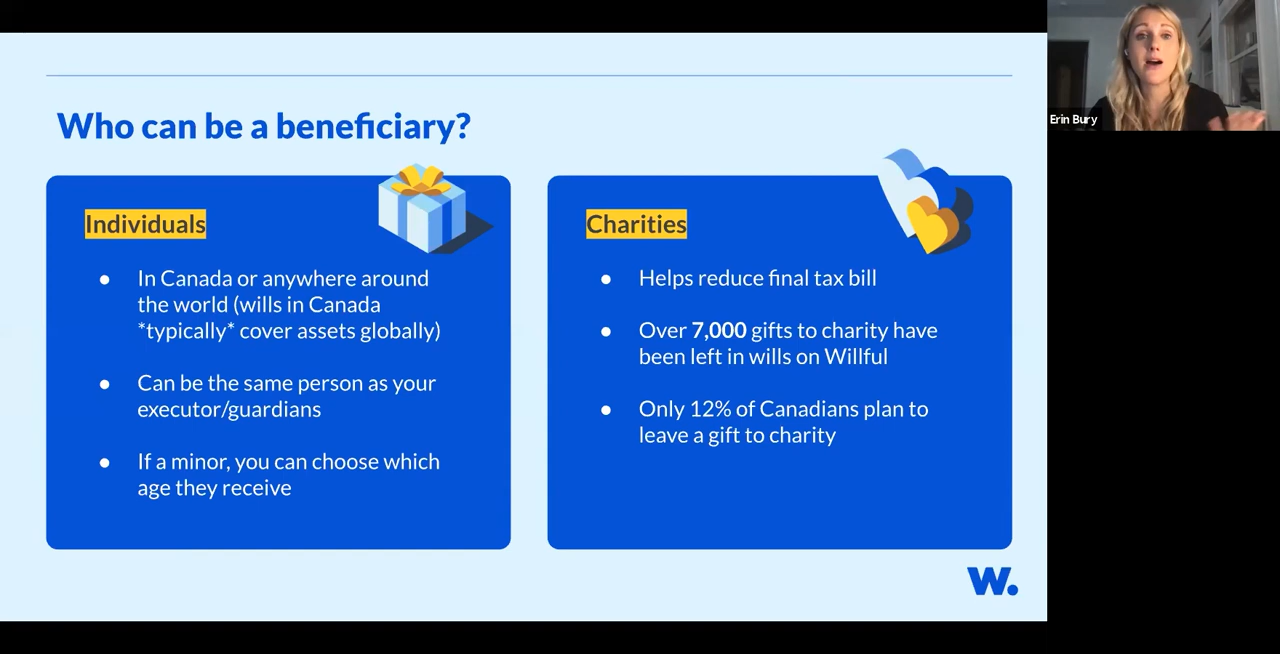 Who can be a beneficiary?
Individuals
● In Canada or anywhere around
the world (wills in Canada
*typically* cover assets globally)
● Can be the same person as your
executor/guardians
● If a minor, you can choose which
age they receive
Charities
● Helps reduce final tax bill
● Over 7,000 gifts to charity have
been left in wills on Willful
● Only 12% of Canadians plan to
leave a gift to charity
W.
Erin Bury